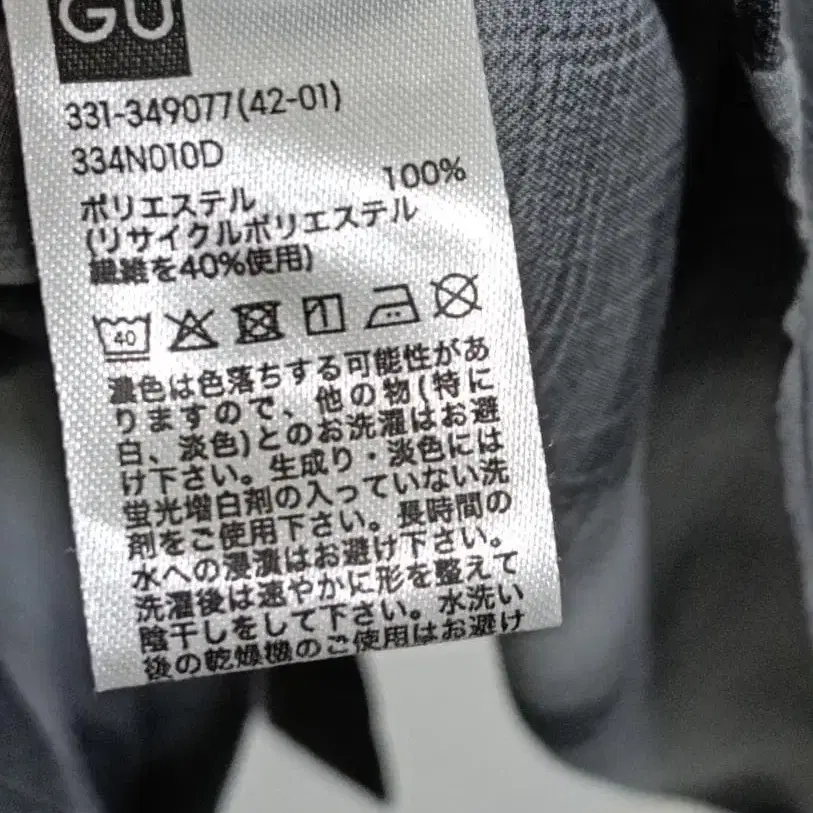 GU
331-349077(42-01)
334N010D
ポリエステル 100%
(リサイクルポリエステル
繊維を40%使用)
40
濃色は色落ちする可能性があ
りますので、他の物(特に
白、淡色)とのお洗濯はお避
け下さい。生成り・淡色には
蛍光増白剤の入っていない洗
剤をご使用下さい。長時間の
水への浸漬はお避け下さい。
洗濯後は速やかに形を整えて
陰干しをして下さい。水洗い
後の乾燥機のご使用はお避け